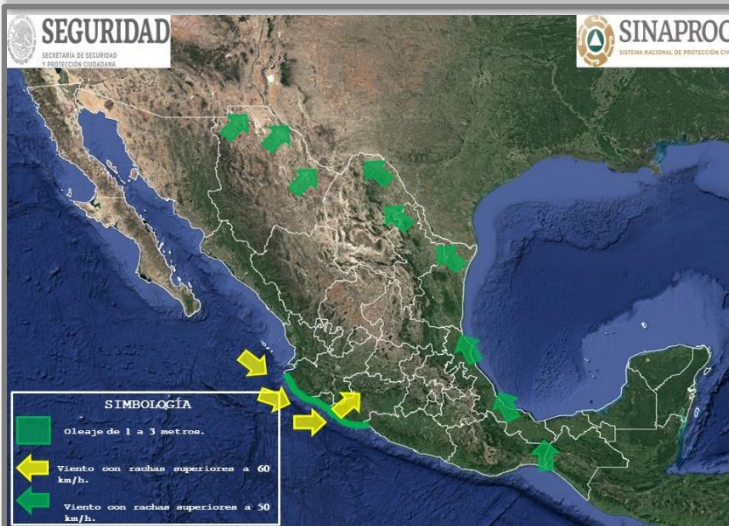 SEGURIDAD
SECRETARÍA DE SEGURIDAD
Y PROTECCIÓN CIUDADANA
SINAPROC
SISTEMA NACIONAL DE PROTECCIÓN CIV
SIMBOLOGÍA
Oleaje de 1 a 3 metros.
Viento con rachas superiores a 60
km/h.
Viento con rachas superiores a 50
km/h.